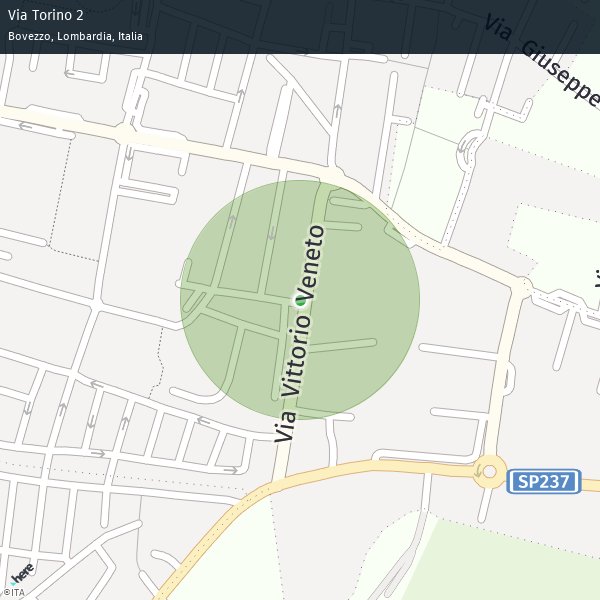 Via Torino 2
Bovezzo, Lombardia, Italia
Via Giuseppe
Via Vittorio Veneto
SP237
here
©ITA